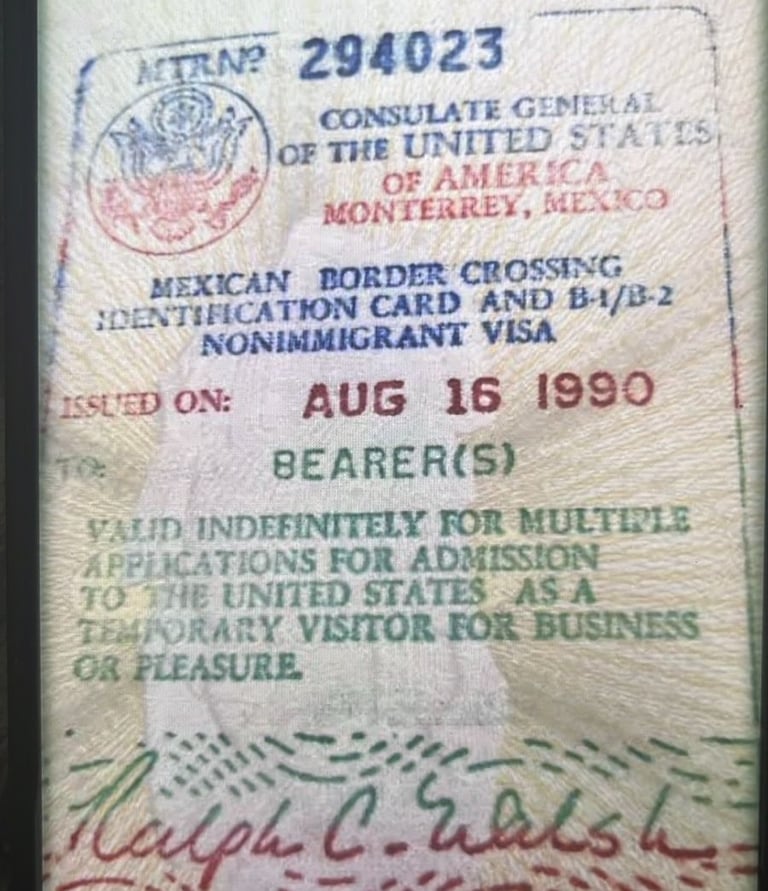 MTRN? 294023
CONSULATE GENERAL
OF THE UNITED STATES
OF AMERICA
MONTERREY, MEXICO
MEXICAN BORDER CROSSING
IDENTIFICATION CARD AND B-1/B-2
NONIMMIGRANT VISA
ISSUED ON: AUG 16 1990
TO: BEARER(S)
VALID INDEFINITELY FOR MULTIPLE
APPLICATIONS FOR ADMISSION
TO THE UNITED STATES AS A
TEMPORARY VISITOR FOR BUSINESS
OR PLEASURE.
Ralph C. Walsh